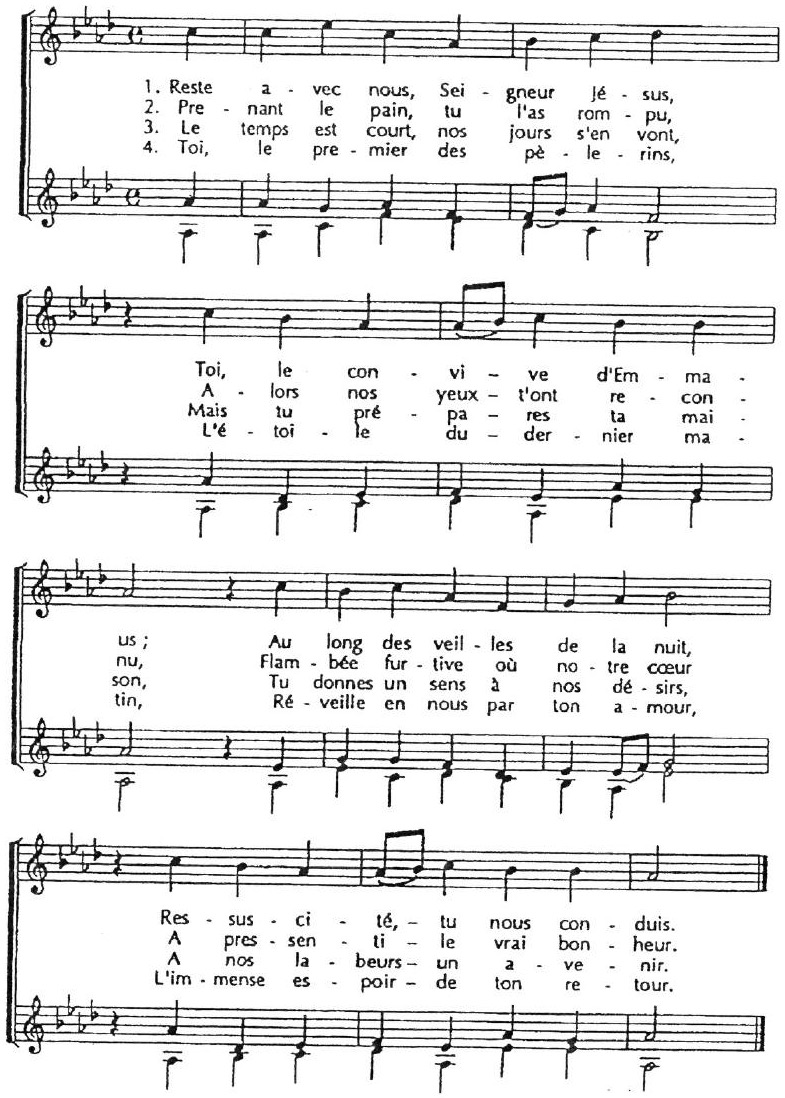 1. Reste a - vec nous, Sei - gneur Jé - sus,
2. Pre - nant le pain, tu l'as rom - pu,
3. Le temps est court, nos jours s'en vont,
4. Toi, le pre - mier des pè - le - rins,
Toi, le con - vi - ve d'Em - ma -
A - lors nos yeux - t'ont re - con -
Mais tu pré - pa - res ta mai -
L'é - toi - le du - der - nier ma -
us ; Au long des veil - les de la nuit,
nu, Flam - bée fur - tive où no - tre cœur
son, Tu donnes un sens à nos dé - sirs,
tin, Ré - veille en nous par ton a - mour,
Res - sus - ci - té, - tu nous con - duis.
A pres - sen - ti - le vrai bon - heur.
A nos la - beurs - un a - ve - nir.
L'im - mense es - poir - de ton re - tour.